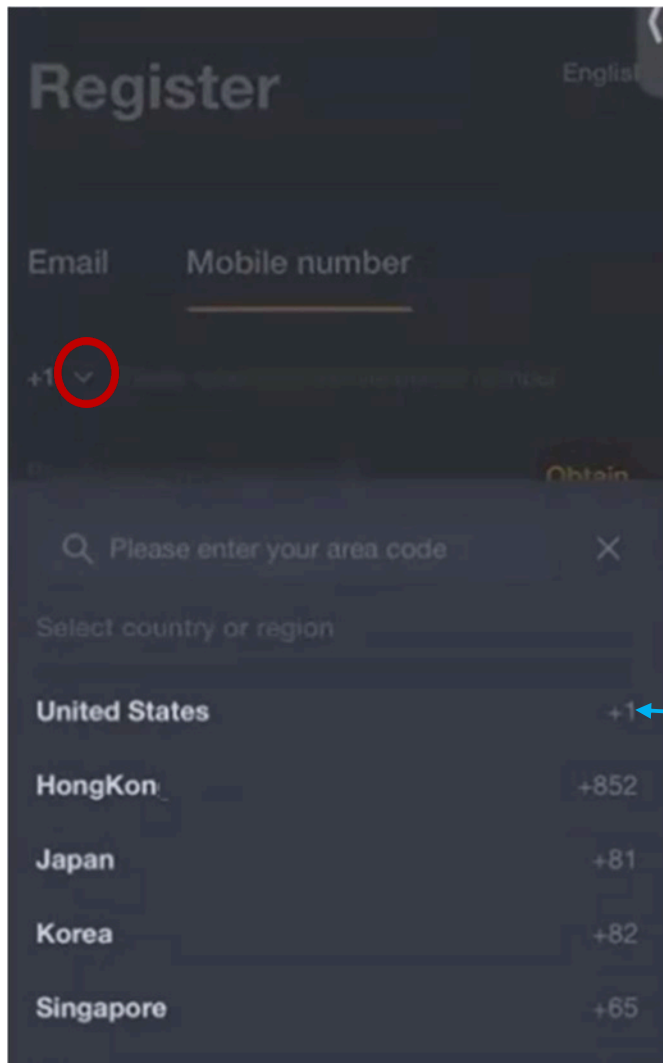 Register
English
Email
Mobile number
+1
Obtain
Please enter your area code
Select country or region
United States +1
HongKon
+852
Japan +81
Korea +82
Singapore +65